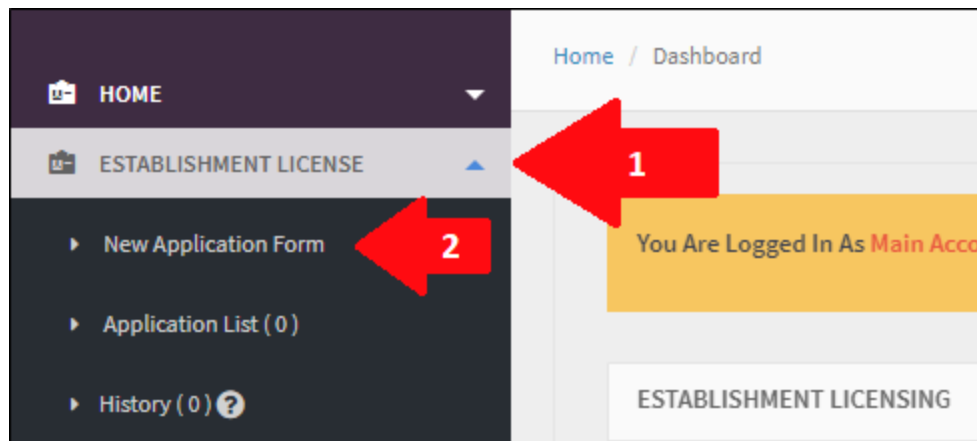 Home / Dashboard
HOME
ESTABLISHMENT LICENSE
1
New Application Form
2
You Are Logged In As Main Acco
Application List ( 0 )
History ( 0 ) ?
ESTABLISHMENT LICENSING